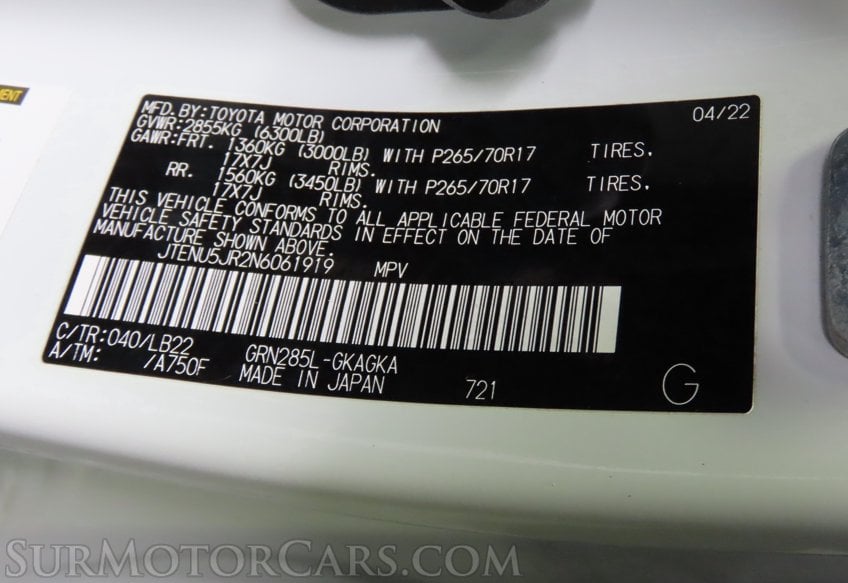 MENT
MFD. BY:TOYOTA MOTOR CORPORATION 04/22
GVWR:2855KG (6300LB)
GAWR:FRT. 1360KG (3000LB) WITH P265/70R17 TIRES,
17X7J RIMS.
RR. 1560KG (3450LB) WITH P265/70R17 TIRES,
17X7J RIMS.
THIS VEHICLE CONFORMS TO ALL APPLICABLE FEDERAL MOTOR
VEHICLE SAFETY STANDARDS IN EFFECT ON THE DATE OF
MANUFACTURE SHOWN ABOVE.
JTENU5JR2N6061919 MPV
C/TR:040/LB22 GRN285L-GKAGKA
A/TM: /A750F MADE IN JAPAN 721 G
SurMotorCars.com